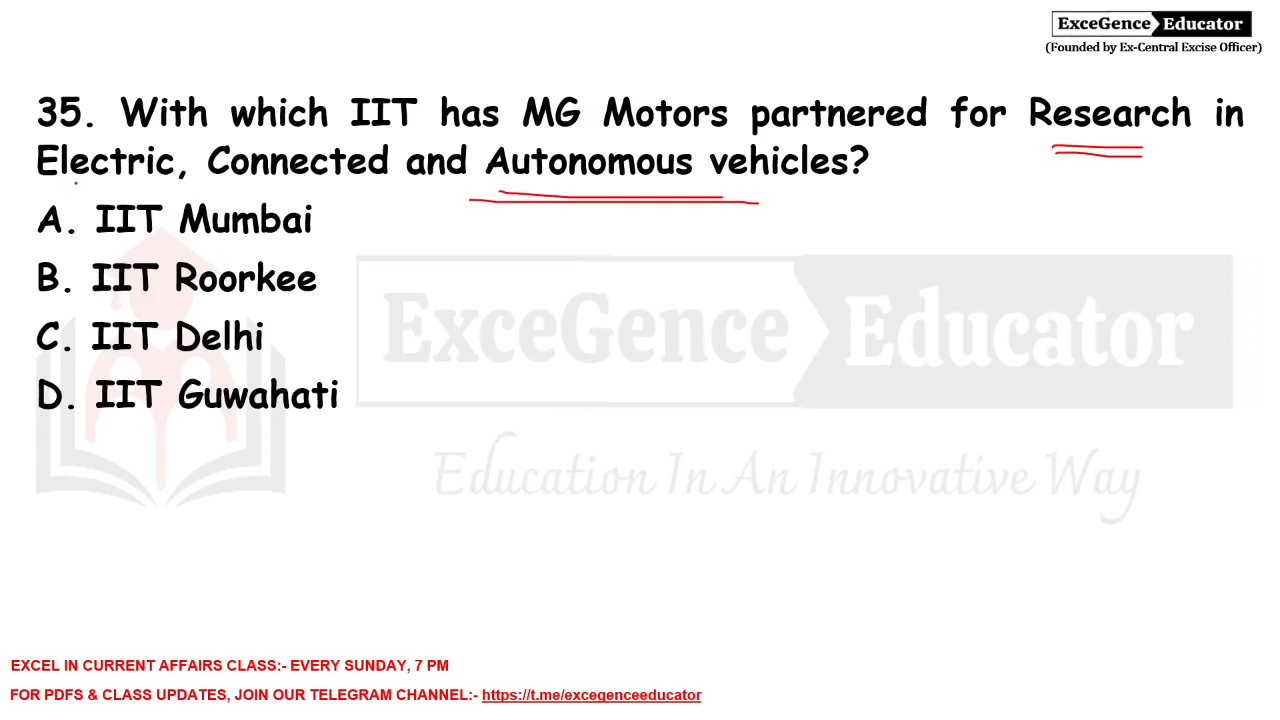 ExceGence Educator
(Founded by Ex-Central Excise Officer)
35. With which IIT has MG Motors partnered for Research in
Electric, Connected and Autonomous vehicles?
A. IIT Mumbai
B. IIT Roorkee
C. IIT Delhi
D. IIT Guwahati
ExceGence Educator
Education In An Innovative Way
EXCEL IN CURRENT AFFAIRS CLASS:- EVERY SUNDAY, 7 PM
FOR PDFS & CLASS UPDATES, JOIN OUR TELEGRAM CHANNEL:- https://t.me/excegenceeducator